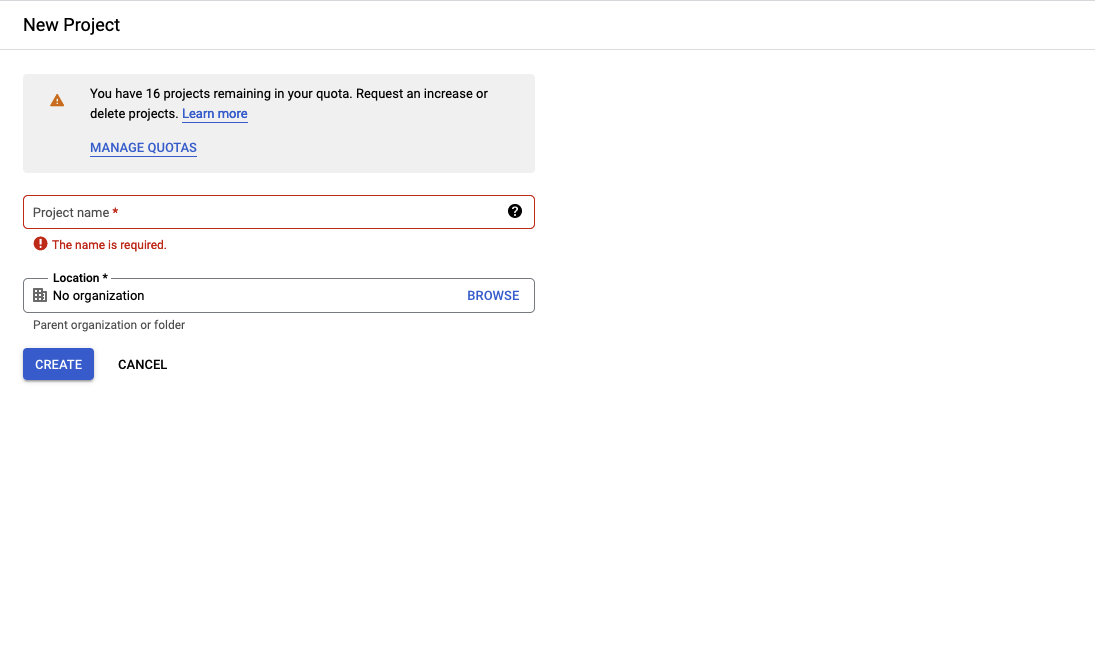 New Project
You have 16 projects remaining in your quota. Request an increase or
delete projects. Learn more
MANAGE QUOTAS
Project name *
The name is required.
Location *
No organization
BROWSE
Parent organization or folder
CREATE
CANCEL